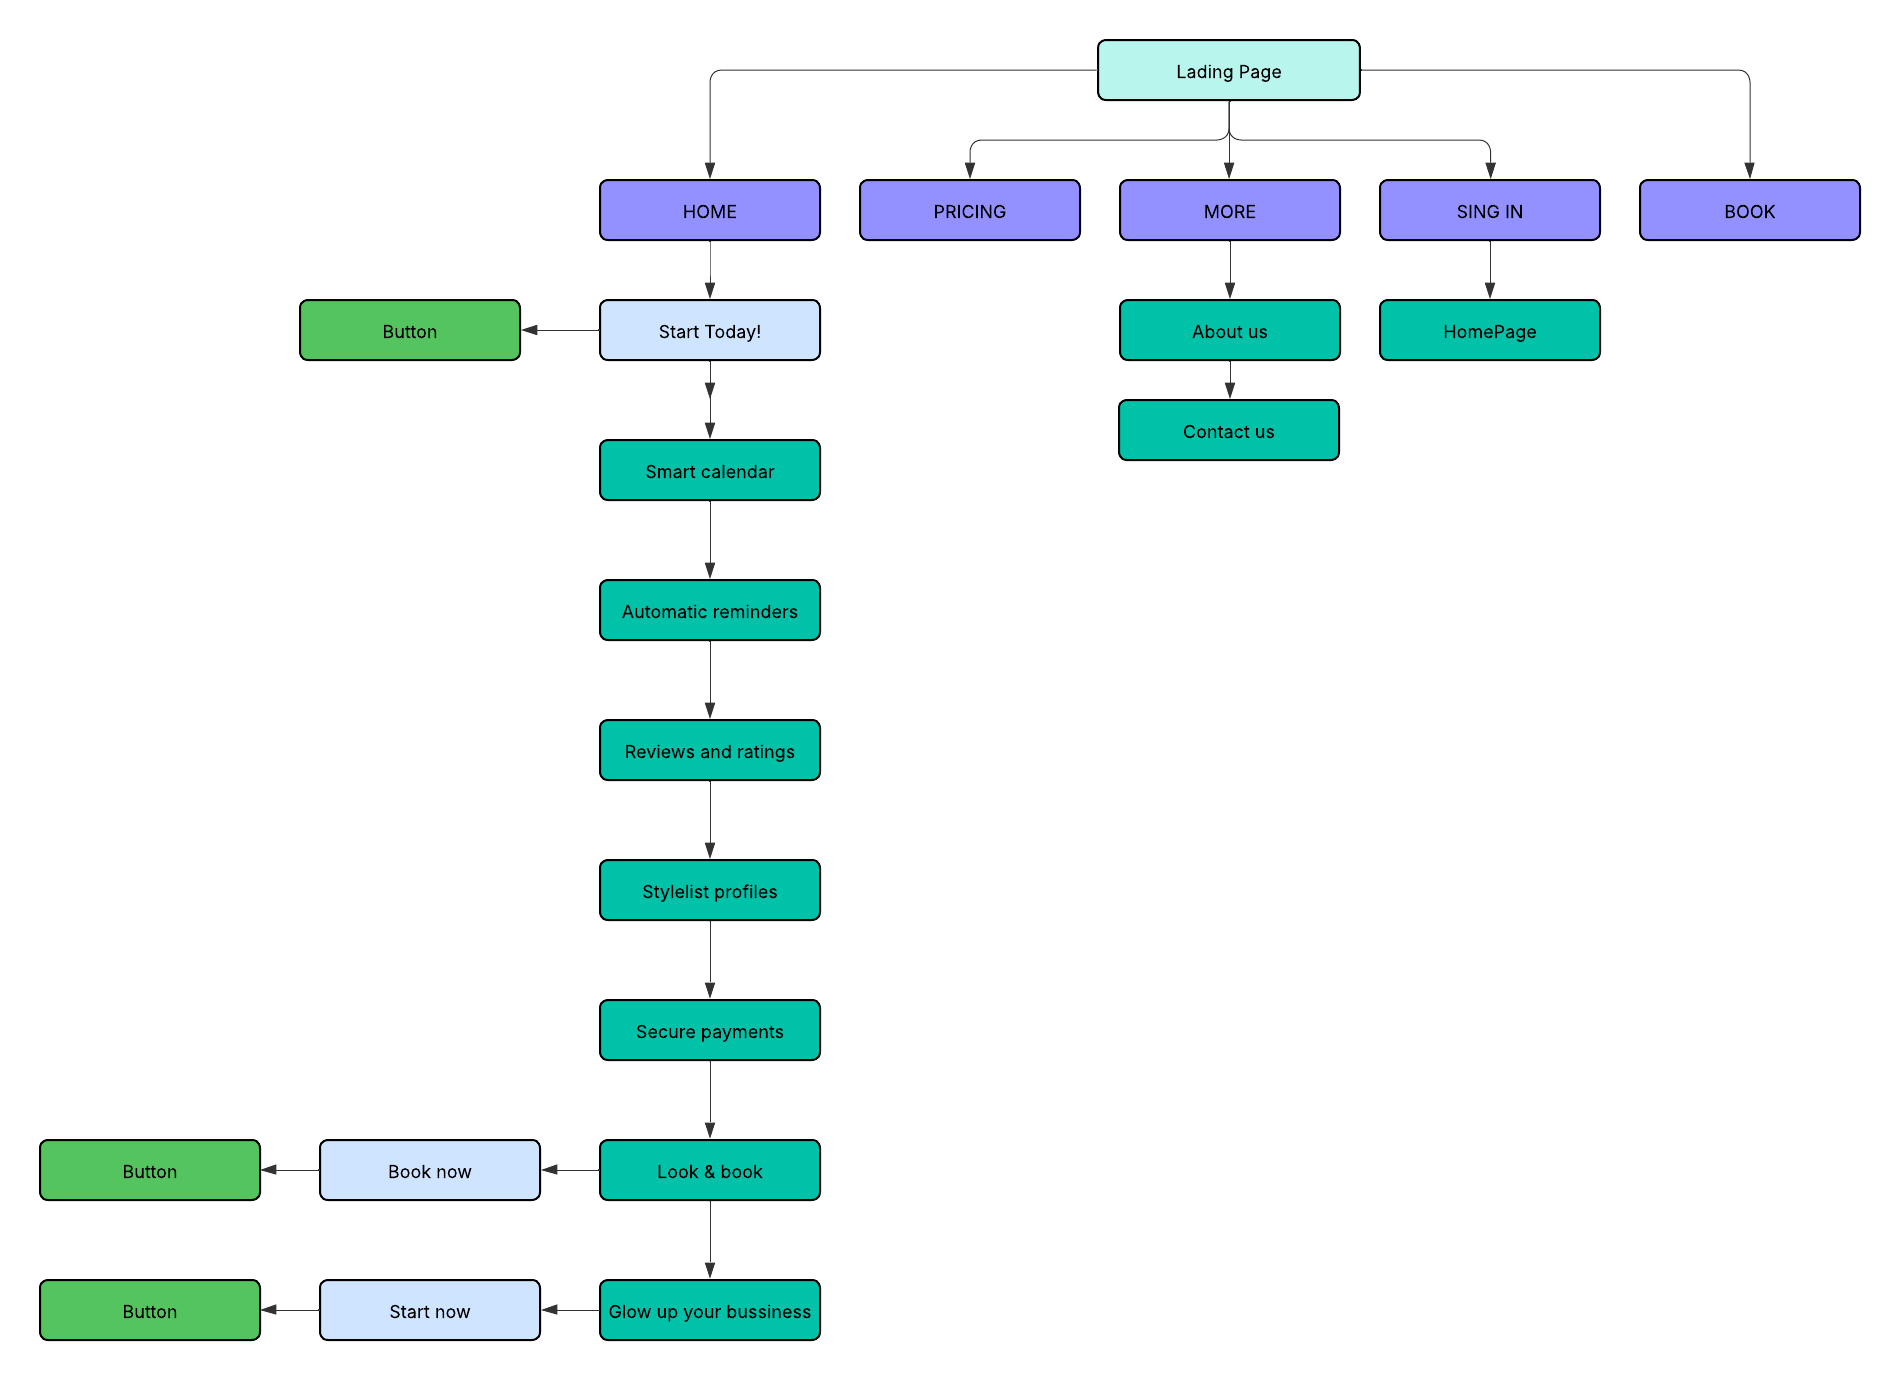 Lading Page
HOME
PRICING
MORE
SING IN
BOOK
Button
Start Today!
About us
HomePage
Contact us
Smart calendar
Automatic reminders
Reviews and ratings
Stylelist profiles
Secure payments
Button
Book now
Look & book
Button
Start now
Glow up your bussiness